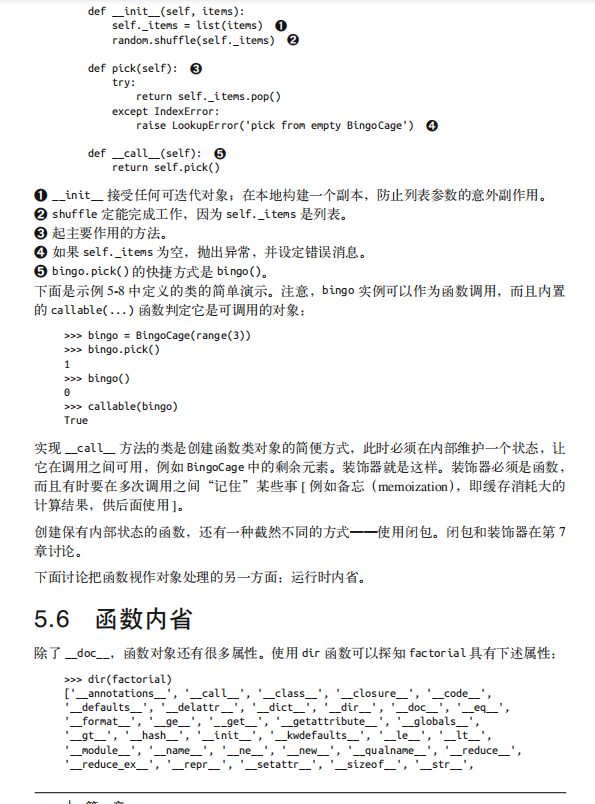 def __init__(self, items):
self._items = list(items) ❶
random.shuffle(self._items) ❷
def pick(self): ❸
try:
return self._items.pop()
except IndexError:
raise LookupError('pick from empty BingoCage') ❹
def __call__(self): ❺
return self.pick()
❶ __init__ 接受任何可迭代对象；在本地构建一个副本，防止列表参数的意外副作用。
❷ shuffle 定能完成工作，因为 self._items 是列表。
❸ 起主要作用的方法。
❹ 如果 self._items 为空，抛出异常，并设定错误消息。
❺ bingo.pick() 的快捷方式是 bingo()。
下面是示例 5-8 中定义的类的简单演示。注意，bingo 实例可以作为函数调用，而且内置
的 callable(...) 函数判定它是可调用的对象：
>>> bingo = BingoCage(range(3))
>>> bingo.pick()
1
>>> bingo()
0
>>> callable(bingo)
True
实现 __call__ 方法的类是创建函数类对象的简便方式，此时必须在内部维护一个状态，让
它在调用之间可用，例如 BingoCage 中的剩余元素。装饰器就是这样。装饰器必须是函数，
而且有时要在多次调用之间“记住”某些事 [ 例如备忘（memoization），即缓存消耗大的
计算结果，供后面使用 ]。
创建保有内部状态的函数，还有一种截然不同的方式——使用闭包。闭包和装饰器在第 7
章讨论。
下面讨论把函数视作对象处理的另一方面：运行时内省。
5.6 函数内省
除了 __doc__，函数对象还有很多属性。使用 dir 函数可以探知 factorial 具有下述属性：
>>> dir(factorial)
['__annotations__', '__call__', '__class__', '__closure__', '__code__',
'__defaults__', '__delattr__', '__dict__', '__dir__', '__doc__', '__eq__',
'__format__', '__ge__', '__get__', '__getattribute__', '__globals__',
'__gt__', '__hash__', '__init__', '__kwdefaults__', '__le__', '__lt__',
'__module__', '__name__', '__ne__', '__new__', '__qualname__', '__reduce__',
'__reduce_ex__', '__repr__', '__setattr__', '__sizeof__', '__str__',